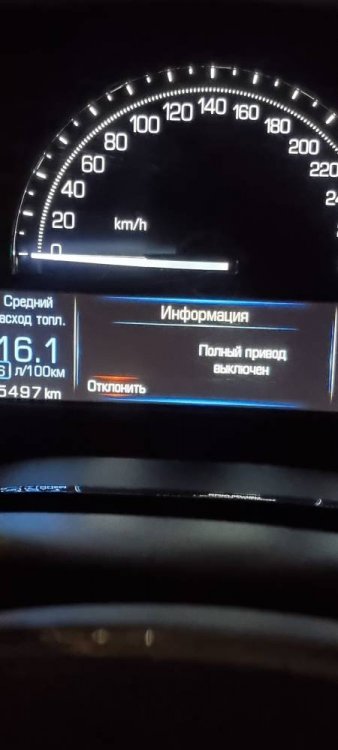 0
20
40
60
80
100
120
140
160
180
200
220
km/h
Средний
асход топл.
16.1
л/100км
5497 km
Информация
Полный привод
выключен
Отклонить